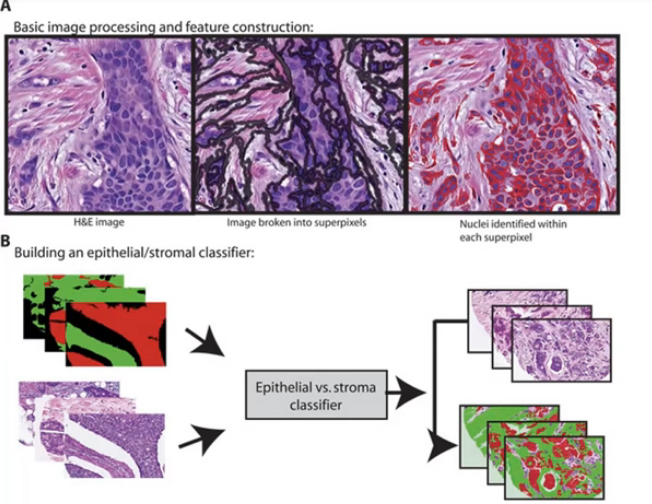 A
Basic image processing and feature construction:
H&E image
Image broken into superpixels
Nuclei identified within
each superpixel
B
Building an epithelial/stromal classifier:
Epithelial vs. stroma
classifier